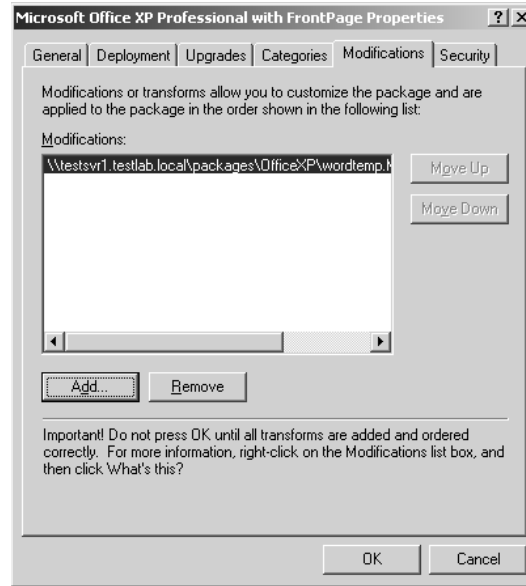 Microsoft Office XP Professional with FrontPage Properties ? X
General Deployment Upgrades Categories Modifications Security
Modifications or transforms allow you to customize the package and are
applied to the package in the order shown in the following list:
Modifications:
\\testsvr1.testlab.local\packages\OfficeXP\wordtemp.M
Move Up
Move Down
Add... Remove
Important! Do not press OK until all transforms are added and ordered
correctly. For more information, right-click on the Modifications list box, and
then click What's this?
OK Cancel